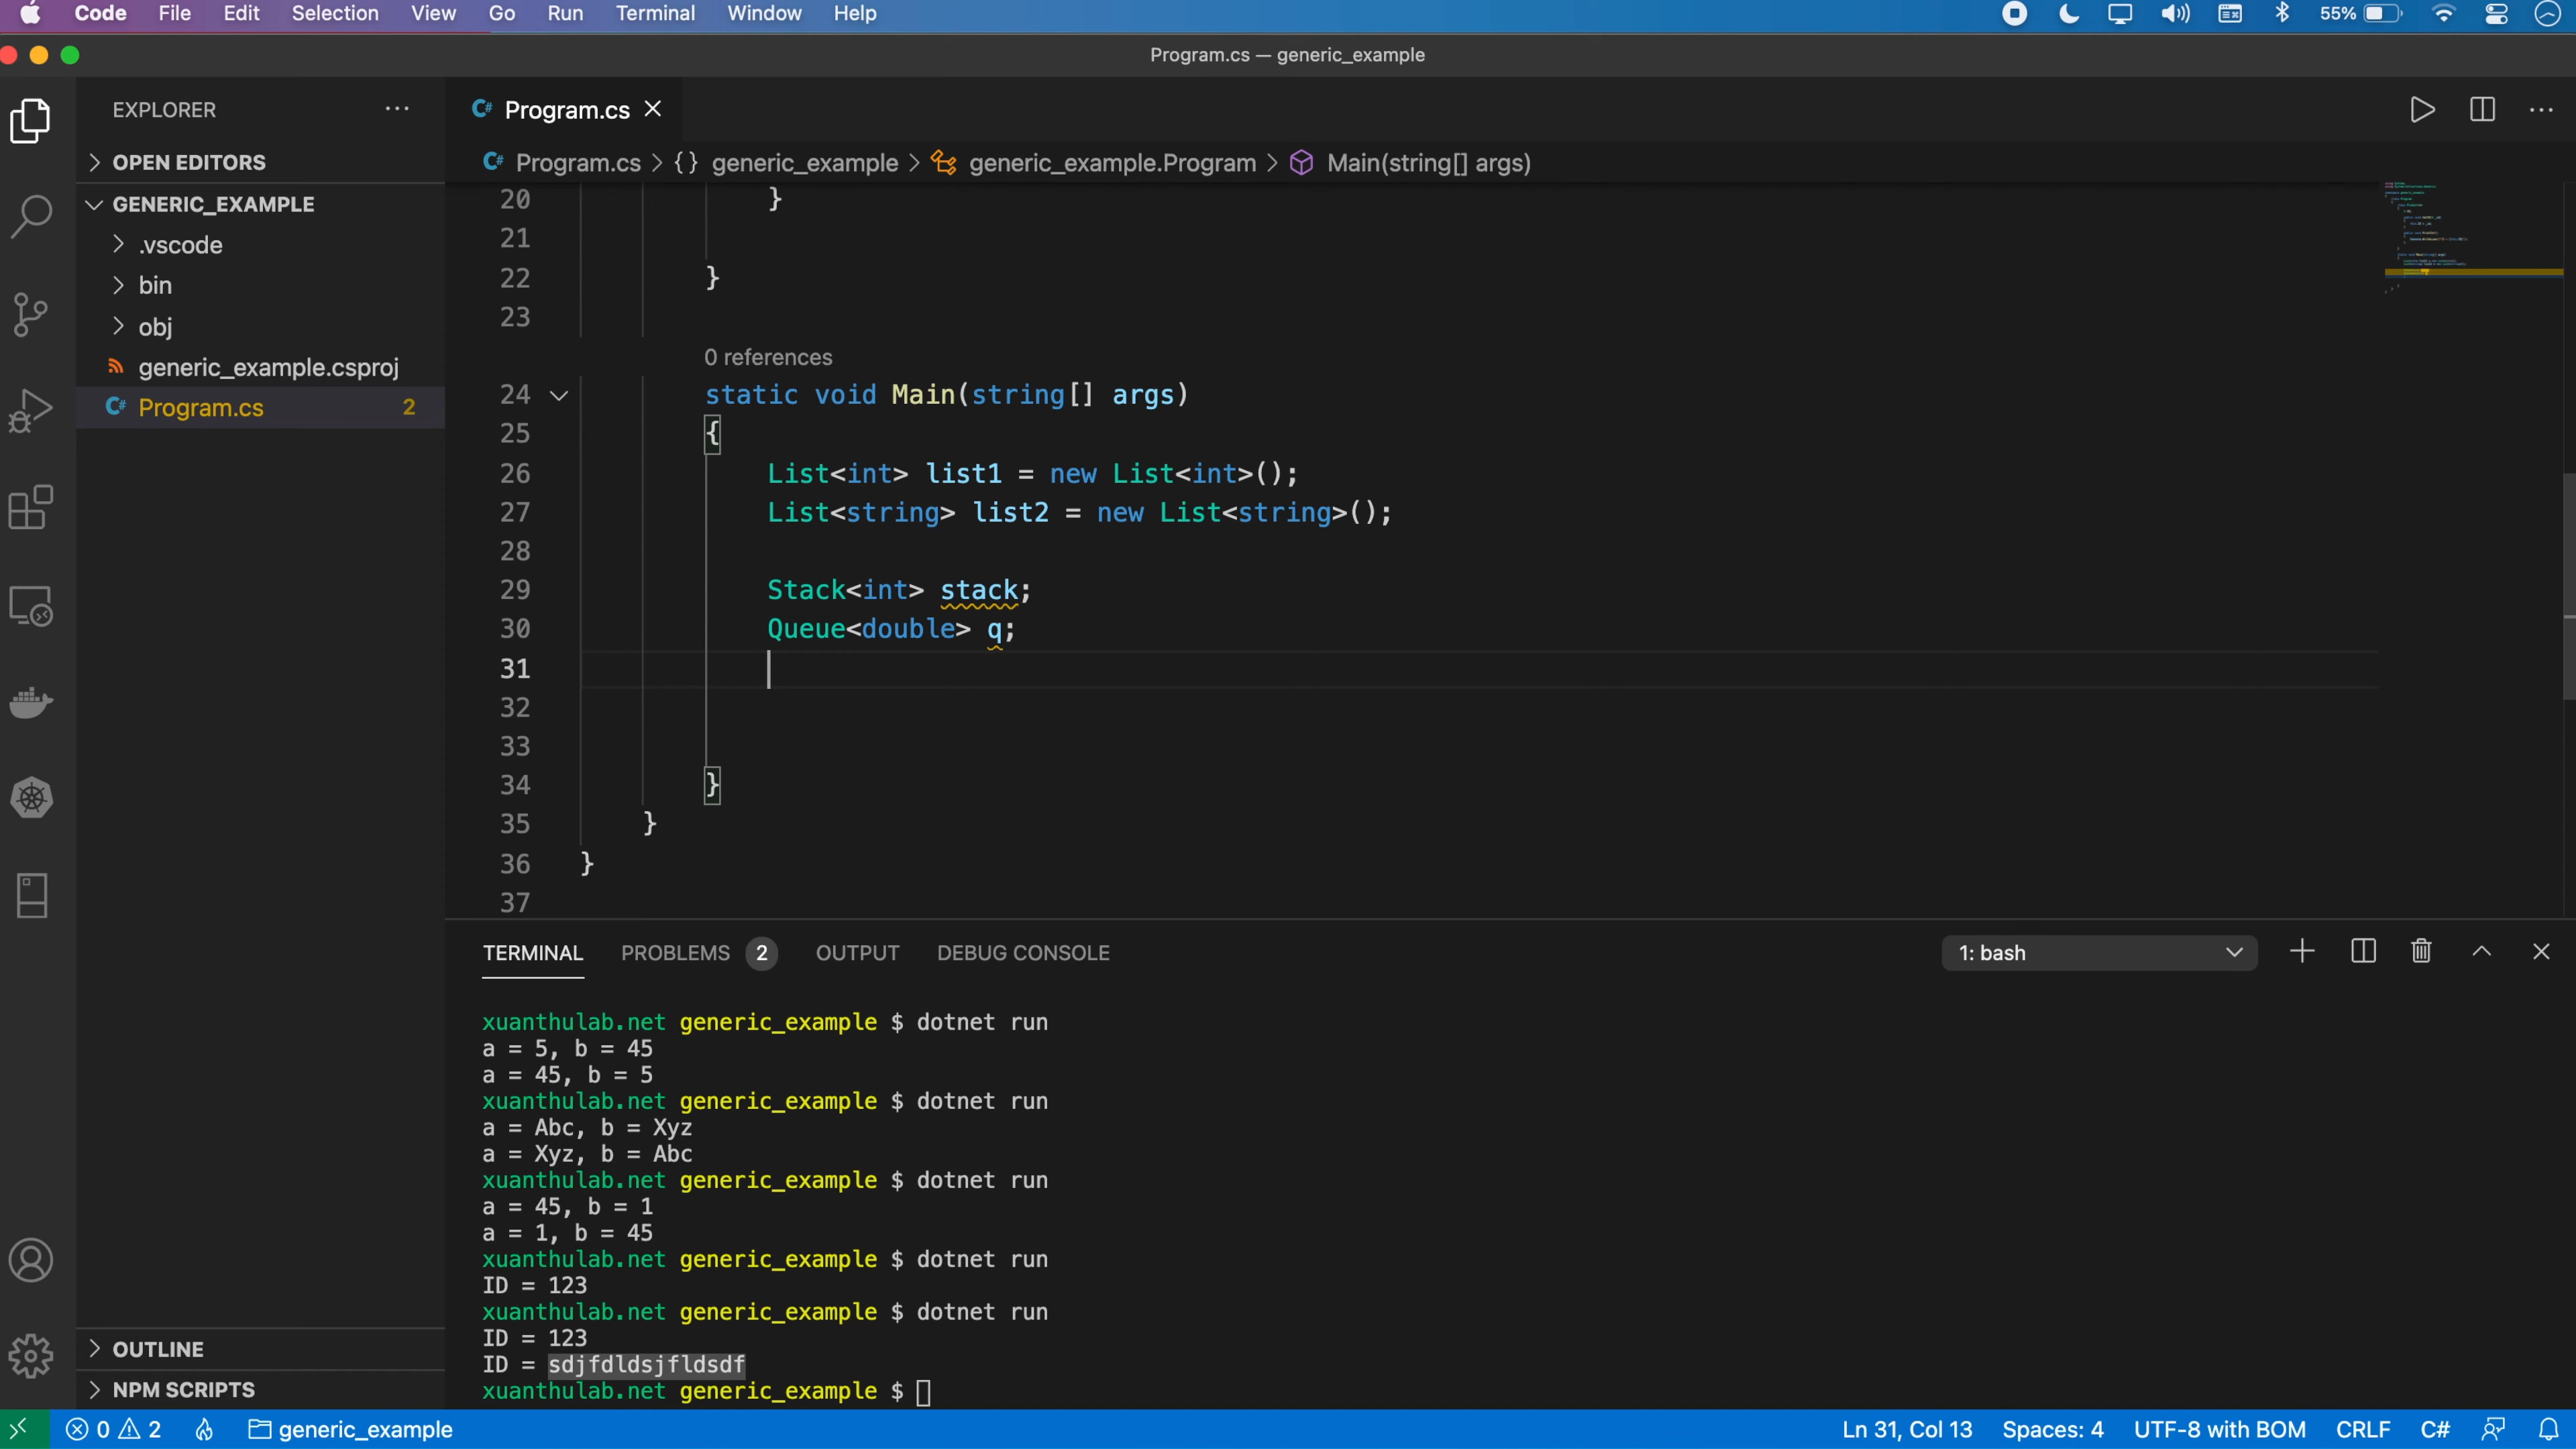 Code File Edit Selection View Go Run Terminal Window Help 55%
Program.cs — generic_example
EXPLORER
OPEN EDITORS
GENERIC_EXAMPLE
.vscode
bin
obj
generic_example.csproj
Program.cs 2
OUTLINE
NPM SCRIPTS
C# Program.cs
C# Program.cs > {} generic_example > generic_example.Program > Main(string[] args)
20 }
21
22 }
23
0 references
24 static void Main(string[] args)
25 {
26 List<int> list1 = new List<int>();
27 List<string> list2 = new List<string>();
28
29 Stack<int> stack;
30 Queue<double> q;
31
32
33
34 }
35 }
36 }
37
TERMINAL PROBLEMS 2 OUTPUT DEBUG CONSOLE 1: bash
xuanthulab.net generic_example $ dotnet run
a = 5, b = 45
a = 45, b = 5
xuanthulab.net generic_example $ dotnet run
a = Abc, b = Xyz
a = Xyz, b = Abc
xuanthulab.net generic_example $ dotnet run
a = 45, b = 1
a = 1, b = 45
xuanthulab.net generic_example $ dotnet run
ID = 123
xuanthulab.net generic_example $ dotnet run
ID = 123
ID = sdjfdldsjfldsdf
xuanthulab.net generic_example $
0 2 generic_example Ln 31, Col 13 Spaces: 4 UTF-8 with BOM CRLF C#